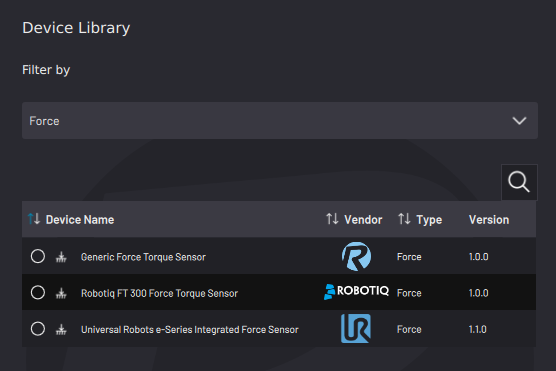 Device Library
Filter by
Force
Device Name Vendor Type Version
Generic Force Torque Sensor R Force 1.0.0
Robotiq FT 300 Force Torque Sensor ROBOTIQ Force 1.0.0
Universal Robots e-Series Integrated Force Sensor UR Force 1.1.0